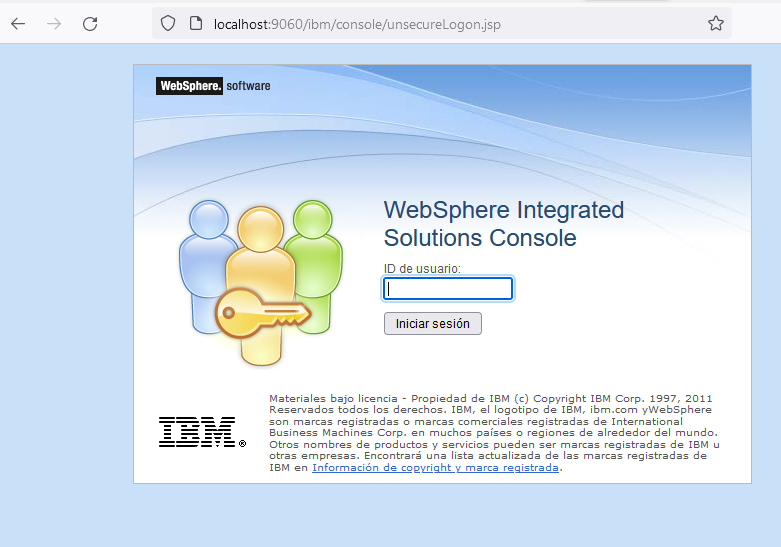 localhost:9060/ibm/console/unsecureLogon.jsp
WebSphere. software
WebSphere Integrated
Solutions Console
ID de usuario:
Iniciar sesión
Materiales bajo licencia - Propiedad de IBM (c) Copyright IBM Corp. 1997, 2011
Reservados todos los derechos. IBM, el logotipo de IBM, ibm.com yWebSphere
son marcas registradas o marcas comerciales registradas de International
Business Machines Corp. en muchos países o regiones de alrededor del mundo.
Otros nombres de productos y servicios pueden ser marcas registradas de IBM u
otras empresas. Encontrará una lista actualizada de las marcas registradas de
IBM en Información de copyright y marca registrada.
IBM®